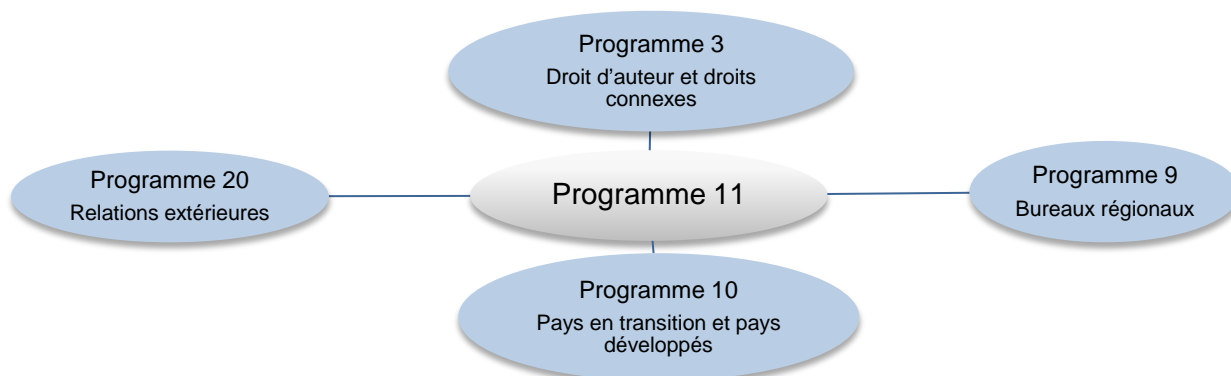 Programme 3
Droit d’auteur et droits
connexes
Programme 20
Relations extérieures
Programme 11
Programme 9
Bureaux régionaux
Programme 10
Pays en transition et pays
développés